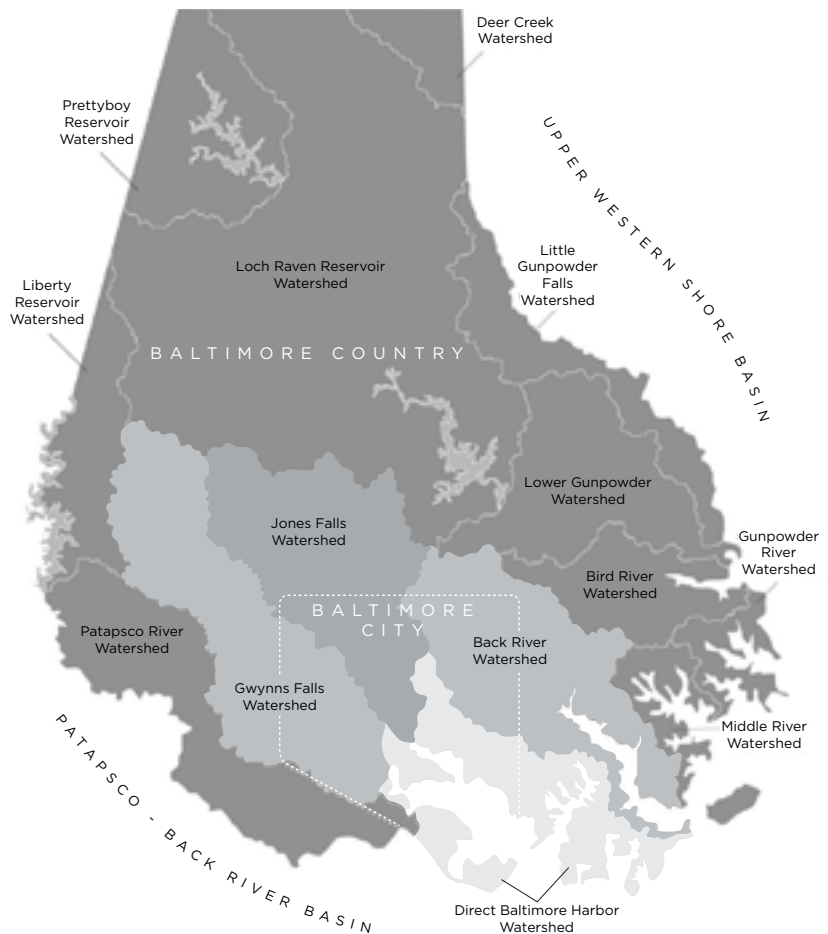 Deer Creek
Watershed
Prettyboy
Reservoir
Watershed
UPPER WESTERN SHORE BASIN
Little
Gunpowder
Falls
Watershed
Loch Raven Reservoir
Watershed
Liberty
Reservoir
Watershed
BALTIMORE COUNTRY
Lower Gunpowder
Watershed
Jones Falls
Watershed
Gunpowder
River
Watershed
Bird River
Watershed
BALTIMORE
CITY
Patapsco River
Watershed
Back River
Watershed
Gwynns Falls
Watershed
Middle River
Watershed
PATAPSCO - BACK RIVER BASIN
Direct Baltimore Harbor
Watershed